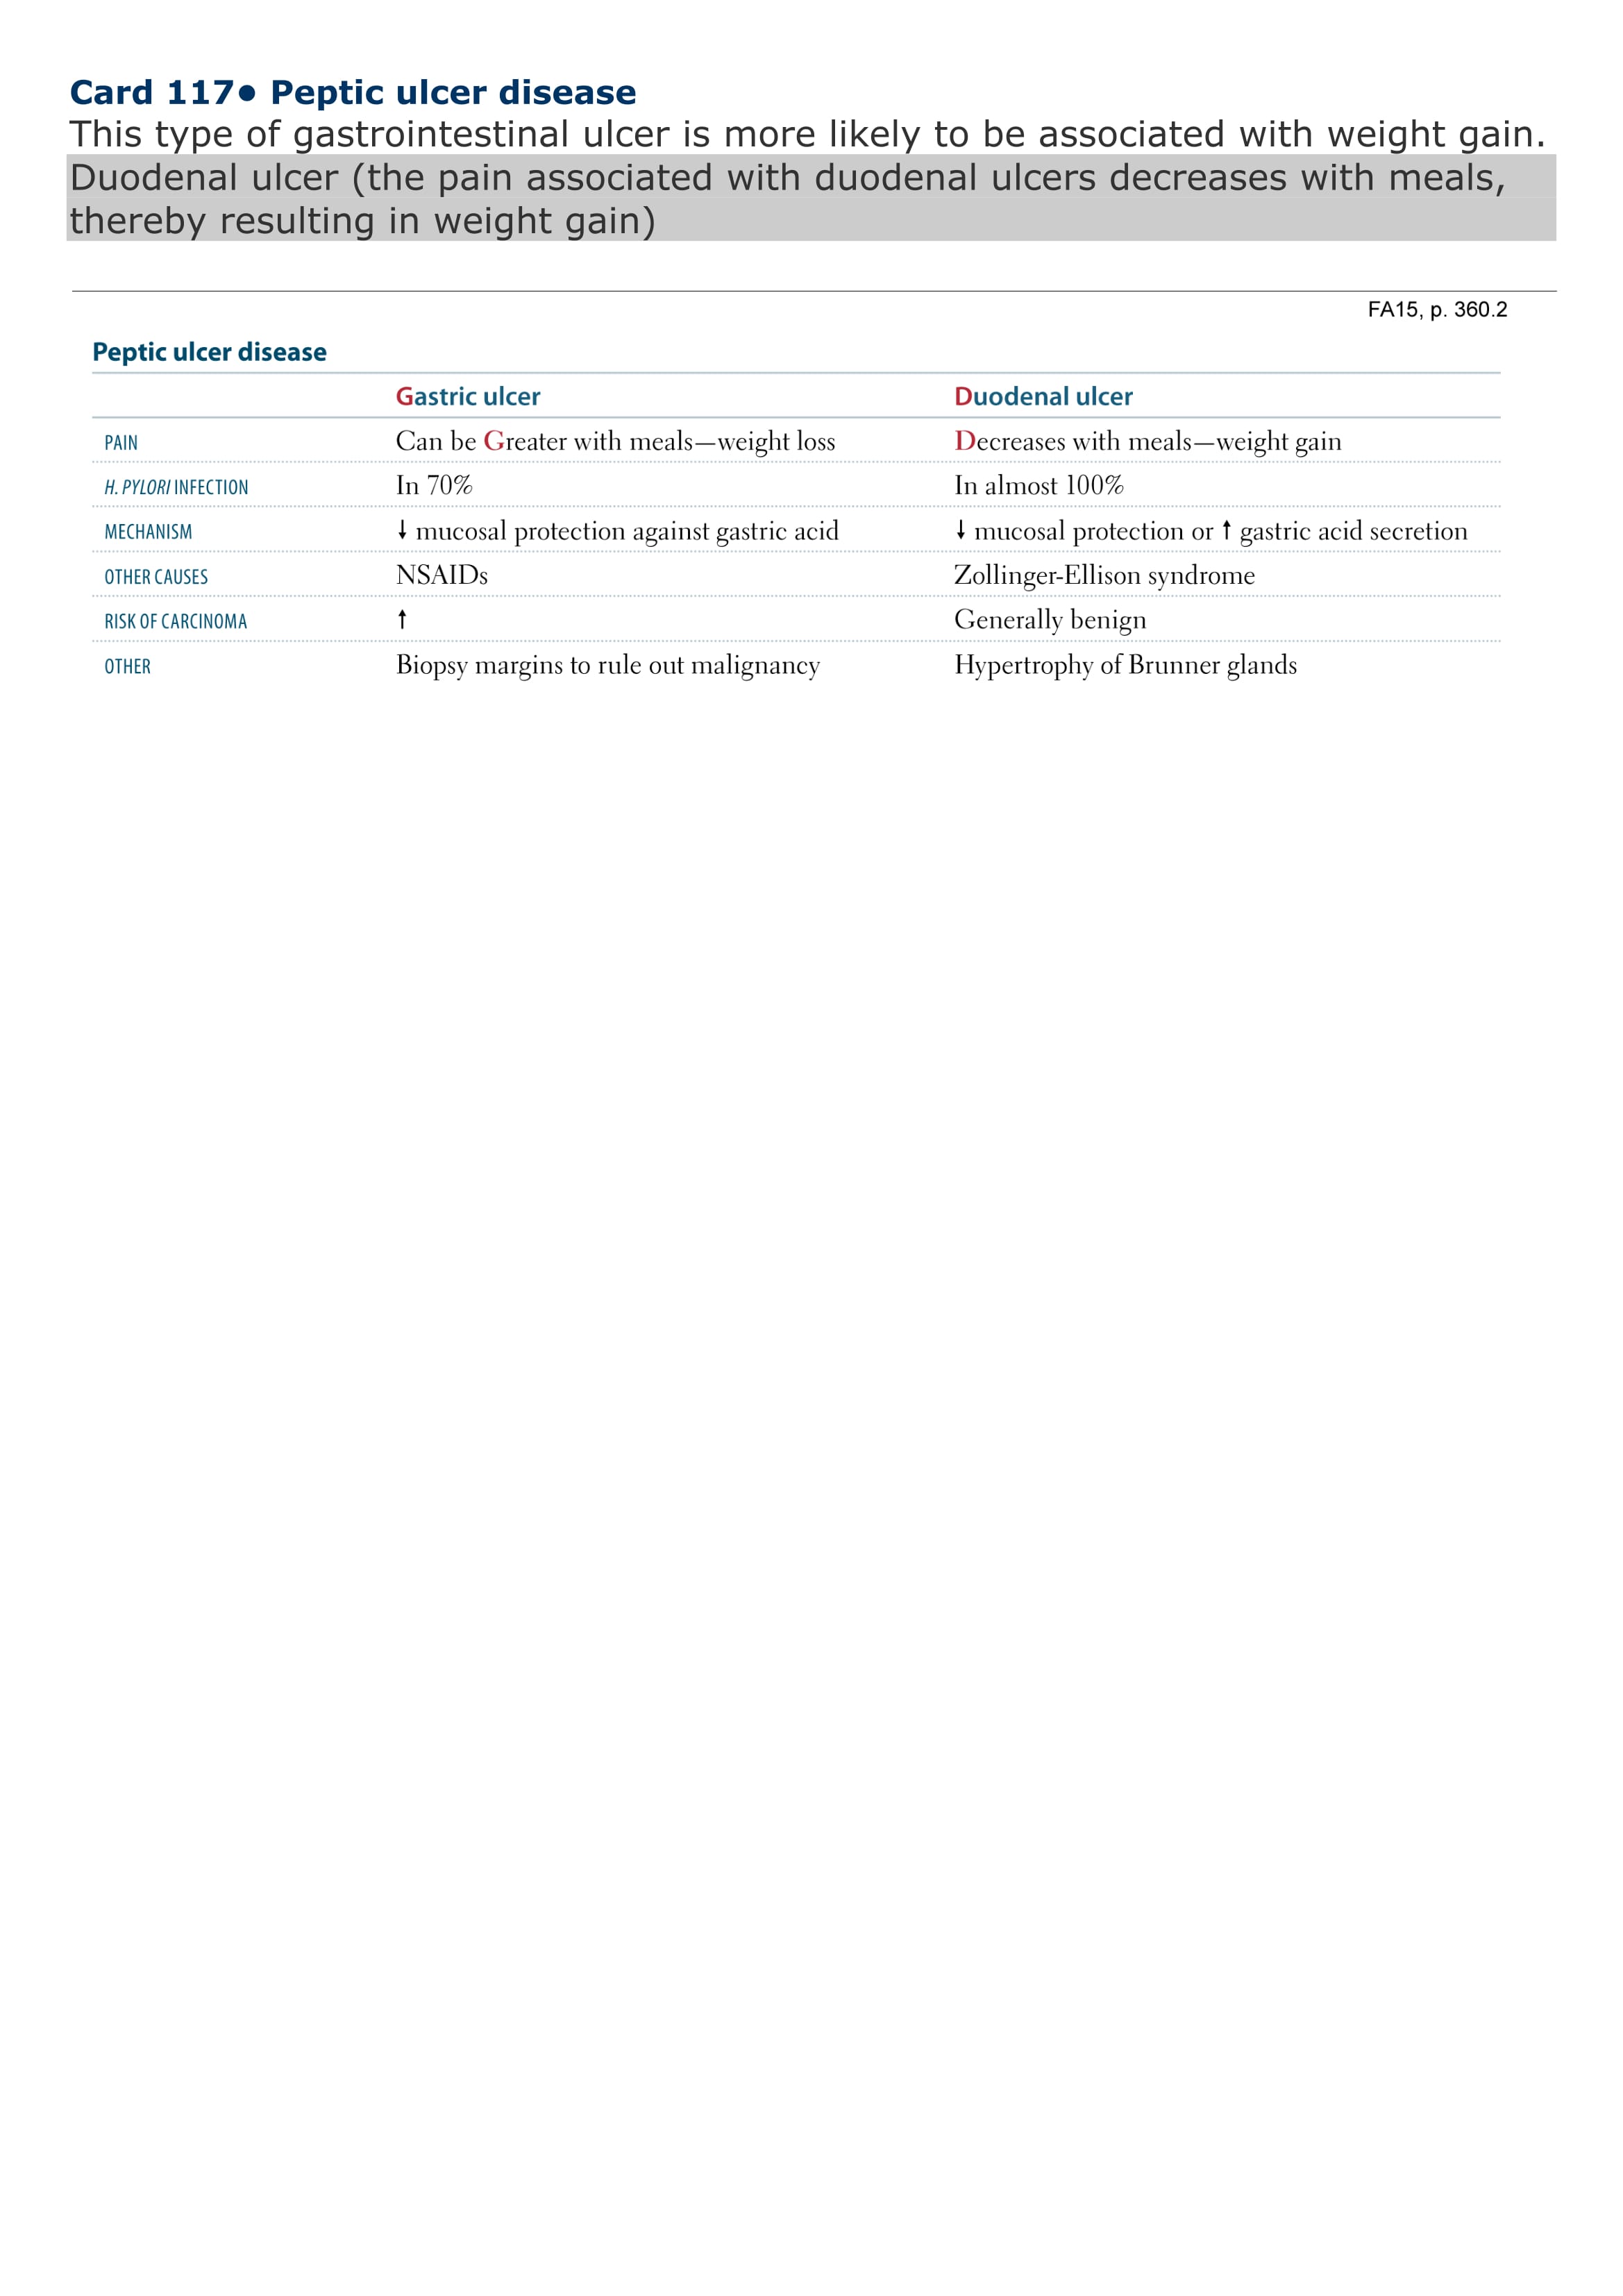 Card 117• Peptic ulcer disease
This type of gastrointestinal ulcer is more likely to be associated with weight gain.
Duodenal ulcer (the pain associated with duodenal ulcers decreases with meals,
thereby resulting in weight gain)
FA15, p. 360.2
Peptic ulcer disease
Gastric ulcer Duodenal ulcer
PAIN Can be Greater with meals—weight loss Decreases with meals—weight gain
H. PYLORI INFECTION In 70% In almost 100%
MECHANISM ↓ mucosal protection against gastric acid ↓ mucosal protection or ↑ gastric acid secretion
OTHER CAUSES NSAIDs Zollinger-Ellison syndrome
RISK OF CARCINOMA ↑ Generally benign
OTHER Biopsy margins to rule out malignancy Hypertrophy of Brunner glands